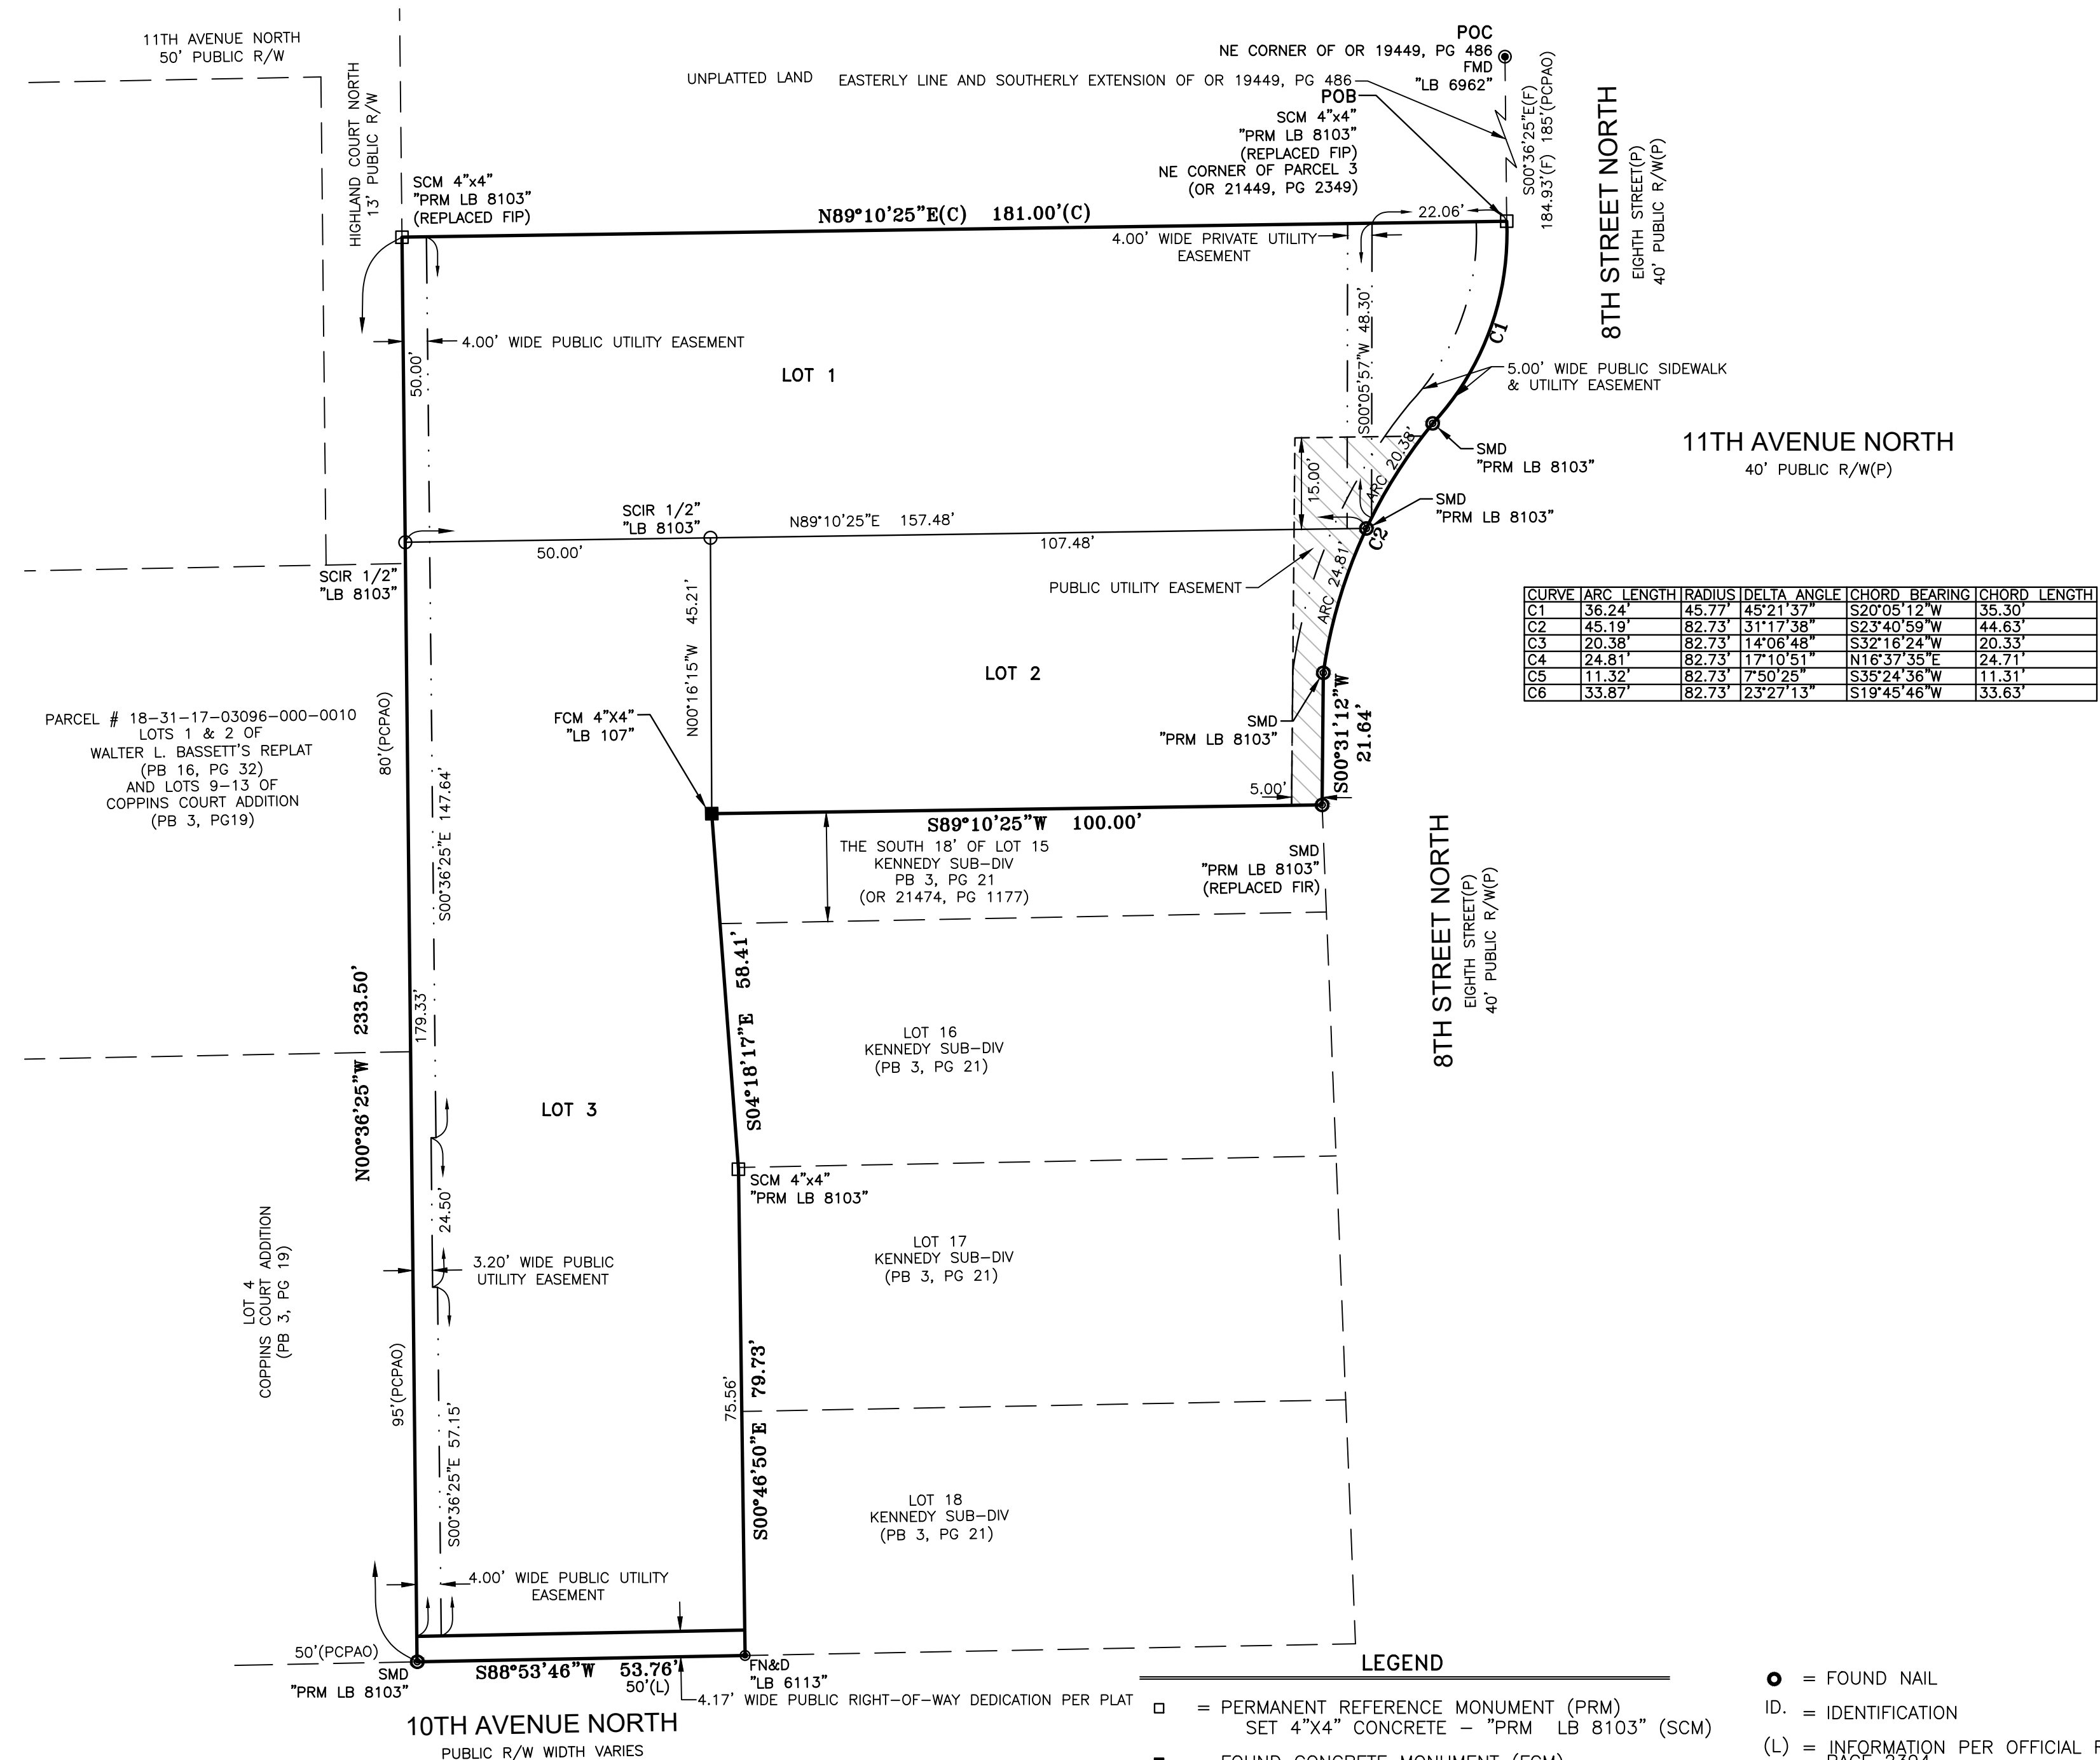 11TH AVENUE NORTH
50' PUBLIC R/W
HIGHLAND COURT NORTH
13' PUBLIC R/W
UNPLATTED LAND
EASTERLY LINE AND SOUTHERLY EXTENSION OF OR 19449, PG 486
POC
NE CORNER OF OR 19449, PG 486
FMD
"LB 6962"
POB
SCM 4"x4"
"PRM LB 8103"
(REPLACED FIP)
NE CORNER OF PARCEL 3
(OR 21449, PG 2349)
S00°36'25"E(F)
184.93'(F) 185'(PCPAO)
8TH STREET NORTH
EIGHTH STREET(P)
40' PUBLIC R/W(P)
SCM 4"x4"
"PRM LB 8103"
(REPLACED FIP)
N89°10'25"E(C) 181.00'(C)
22.06'
4.00' WIDE PRIVATE UTILITY
EASEMENT
S00°05'57"W 48.30'
C1
4.00' WIDE PUBLIC UTILITY EASEMENT
50.00'
LOT 1
5.00' WIDE PUBLIC SIDEWALK
& UTILITY EASEMENT
SMD
"PRM LB 8103"
11TH AVENUE NORTH
40' PUBLIC R/W(P)
15.00'
ARC 20.38'
SMD
"PRM LB 8103"
C2
SCIR 1/2"
"LB 8103"
N89°10'25"E 157.48'
50.00'
107.48'
SCIR 1/2"
"LB 8103"
PUBLIC UTILITY EASEMENT
ARC 24.81'
N00°16'15"W 45.21'
LOT 2
CURVE ARC LENGTH RADIUS DELTA ANGLE CHORD BEARING CHORD LENGTH
C1 36.24' 45.77' 45°21'37" S20°05'12"W 35.30'
C2 45.19' 82.73' 31°17'38" S23°40'59"W 44.63'
C3 20.38' 82.73' 14°06'48" S32°16'24"W 20.33'
C4 24.81' 82.73' 17°10'51" N16°37'35"E 24.71'
C5 11.32' 82.73' 7°50'25" S35°24'36"W 11.31'
C6 33.87' 82.73' 23°27'13" S19°45'46"W 33.63'
PARCEL # 18-31-17-03096-000-0010
LOTS 1 & 2 OF
WALTER L. BASSETT'S REPLAT
(PB 16, PG 32)
AND LOTS 9-13 OF
COPPINS COURT ADDITION
(PB 3, PG19)
80'(PCPAO)
S00°36'25"E 147.64'
FCM 4"X4"
"LB 107"
SMD
"PRM LB 8103"
S00°31'12"W
21.64'
5.00'
S89°10'25"W 100.00'
THE SOUTH 18' OF LOT 15
KENNEDY SUB-DIV
PB 3, PG 21
(OR 21474, PG 1177)
SMD
"PRM LB 8103"
(REPLACED FIR)
8TH STREET NORTH
EIGHTH STREET(P)
40' PUBLIC R/W(P)
N00°36'25"W 233.50'
179.33'
S04°18'17"E 58.41'
LOT 16
KENNEDY SUB-DIV
(PB 3, PG 21)
LOT 3
SCM 4"x4"
"PRM LB 8103"
24.50'
LOT 4
COPPINS COURT ADDITION
(PB 3, PG 19)
3.20' WIDE PUBLIC
UTILITY EASEMENT
LOT 17
KENNEDY SUB-DIV
(PB 3, PG 21)
95'(PCPAO)
S00°36'25"E 57.15'
75.56'
S00°46'50"E 79.73'
LOT 18
KENNEDY SUB-DIV
(PB 3, PG 21)
4.00' WIDE PUBLIC UTILITY
EASEMENT
50'(PCPAO)
SMD
"PRM LB 8103"
S88°53'46"W 53.76'
50'(L)
FN&D
"LB 6113"
4.17' WIDE PUBLIC RIGHT-OF-WAY DEDICATION PER PLAT
10TH AVENUE NORTH
PUBLIC R/W WIDTH VARIES
LEGEND
= PERMANENT REFERENCE MONUMENT (PRM)
SET 4"X4" CONCRETE - "PRM LB 8103" (SCM)
= FOUND CONCRETE MONUMENT (FCM)
= FOUND NAIL
ID. = IDENTIFICATION
(L) = INFORMATION PER OFFICIAL
PAGE 2394